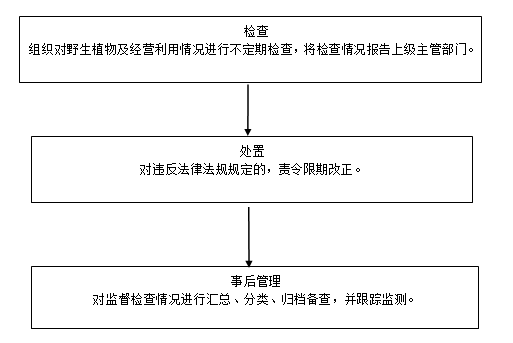 检查
组织对野生植物及经营利用情况进行不定期检查，将检查情况报告上级主管部门。
处置
对违反法律法规规定的，责令限期改正。
事后管理
对监督检查情况进行汇总、分类、归档备查，并跟踪监测。